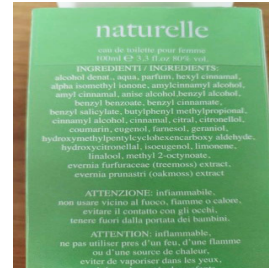 naturelle
eau de toilette pour femme
100ml e 3,3 fl or 80% vol.
INGREDIENTI / INGREDIENTS:
alcohol denat., aqua, parfum, hexyl cinnamal,
alpha isomethyl ionone, amylcinnamyl alcohol,
amyl cinnamal, anise alcohol,benzyl alcohol,
benzyl benzoate, benzyl cinnamate,
benzyl salicylate, butylphenyl methylpropional,
cinnamyl alcohol, cinnamal, citral, citronellol,
coumarin, eugenol, farnesol, geraniol,
hydroxymethylpentylcyclohexencarboxy aldehyde,
hydroxycitronellal, isoeugenol, limonene,
linalool, methyl 2-octynoate,
evernia furfuracea (treemoss) extract,
evernia prunastri (oakmoss) extract
ATTENZIONE: infiammabile,
non usare vicino al fuoco, fiamme o calore,
evitare il contatto con gli occhi,
tenere fuori dalla portata dei bambini.
ATTENTION: inflammable,
ne pas utiliser pres d'un feu, d'une flamme
ou d'une source de chaleur,
eviter de vaporiser dans les yeux,